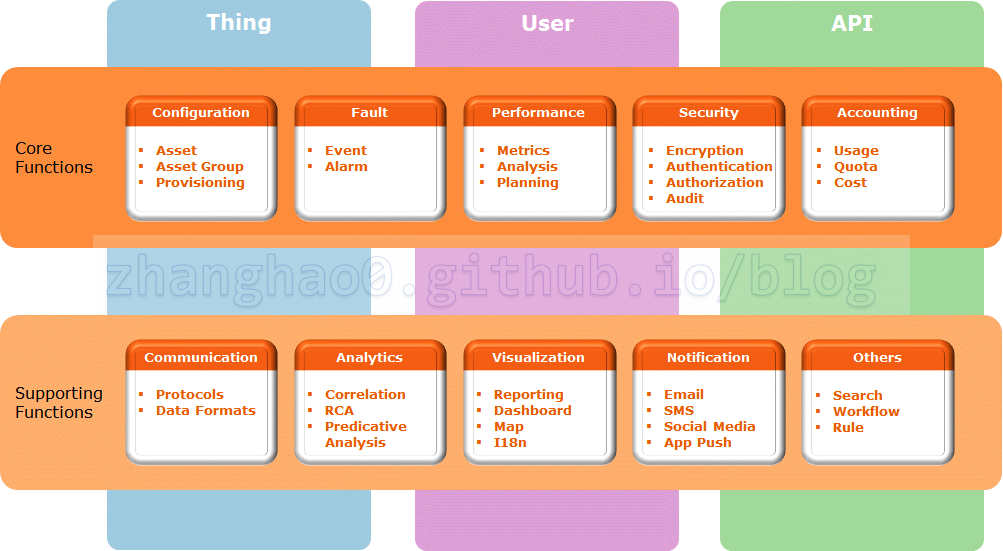 Thing
User
API
Core
Functions
Configuration
▪ Asset
▪ Asset Group
▪ Provisioning
Fault
▪ Event
▪ Alarm
Performance
▪ Metrics
▪ Analysis
▪ Planning
Security
▪ Encryption
▪ Authentication
▪ Authorization
▪ Audit
Accounting
▪ Usage
▪ Quota
▪ Cost
zhanghao0.github.io/blog
Supporting
Functions
Communication
▪ Protocols
▪ Data Formats
Analytics
▪ Correlation
▪ RCA
▪ Predicative
Analysis
Visualization
▪ Reporting
▪ Dashboard
▪ Map
▪ I18n
Notification
▪ Email
▪ SMS
▪ Social Media
▪ App Push
Others
▪ Search
▪ Workflow
▪ Rule